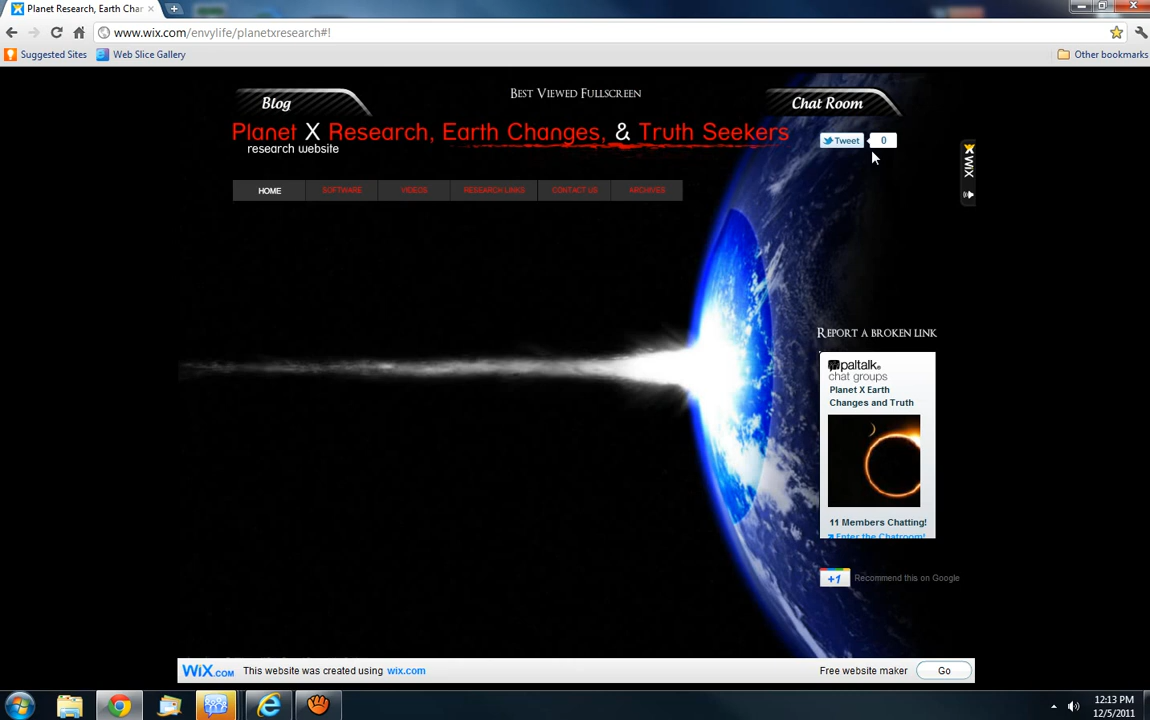 Planet Research, Earth Char
www.wix.com/envylife/planetxresearch#!
Suggested Sites
Web Slice Gallery
Other bookmarks
Blog
BEST VIEWED FULLSCREEN
Chat Room
Planet X Research, Earth Changes, & Truth Seekers
research website
Tweet
0
WiX
HOME
SOFTWARE
VIDEOS
RESEARCH LINKS
CONTACT US
ARCHIVES
REPORT A BROKEN LINK
paltalk
chat groups
Planet X Earth
Changes and Truth
11 Members Chatting!
Enter the Chatroom!
+1
Recommend this on Google
WiX.COM
This website was created using wix.com
Free website maker
Go
12:13 PM
12/5/2011